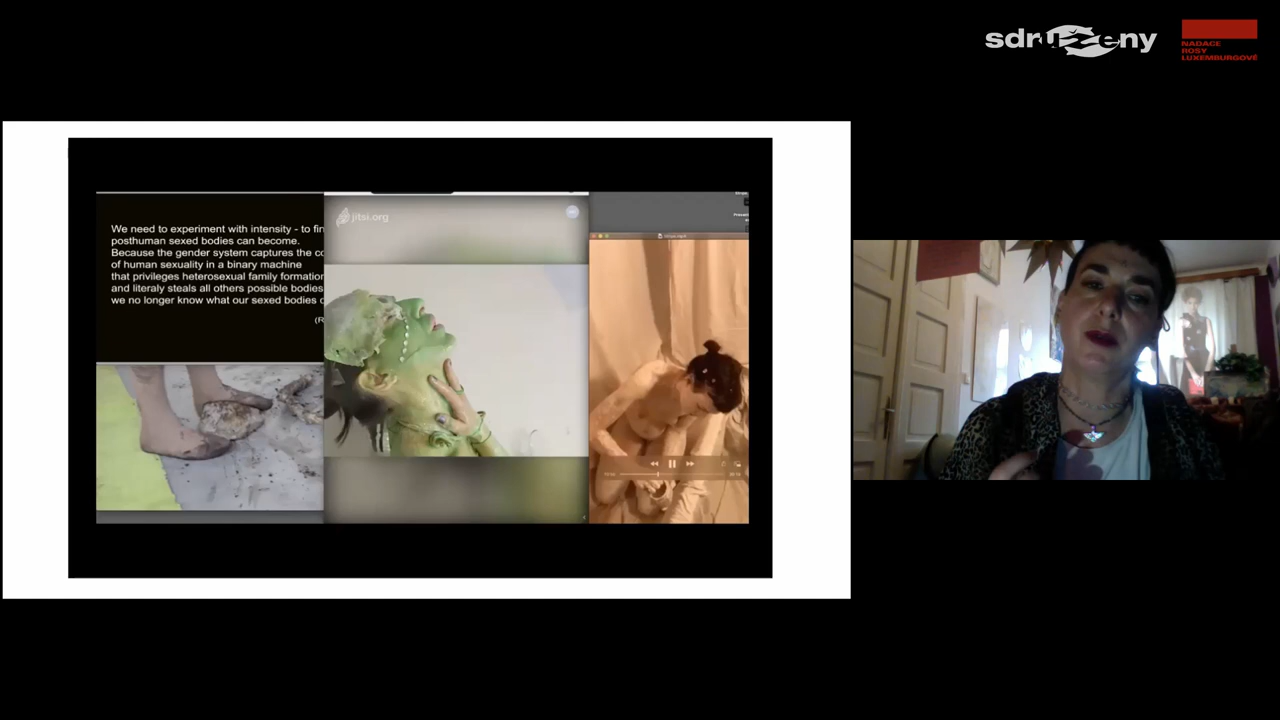 sdruženy
NADACE
ROSY
LUXEMBURGOVÉ
We need to experiment with intensity - to fin
posthuman sexed bodies can become.
Because the gender system captures the co
of human sexuality in a binary machine
that privileges heterosexual family formation
and literaly steals all others possible bodies
we no longer know what our sexed bodies c
(R
jitsi.org